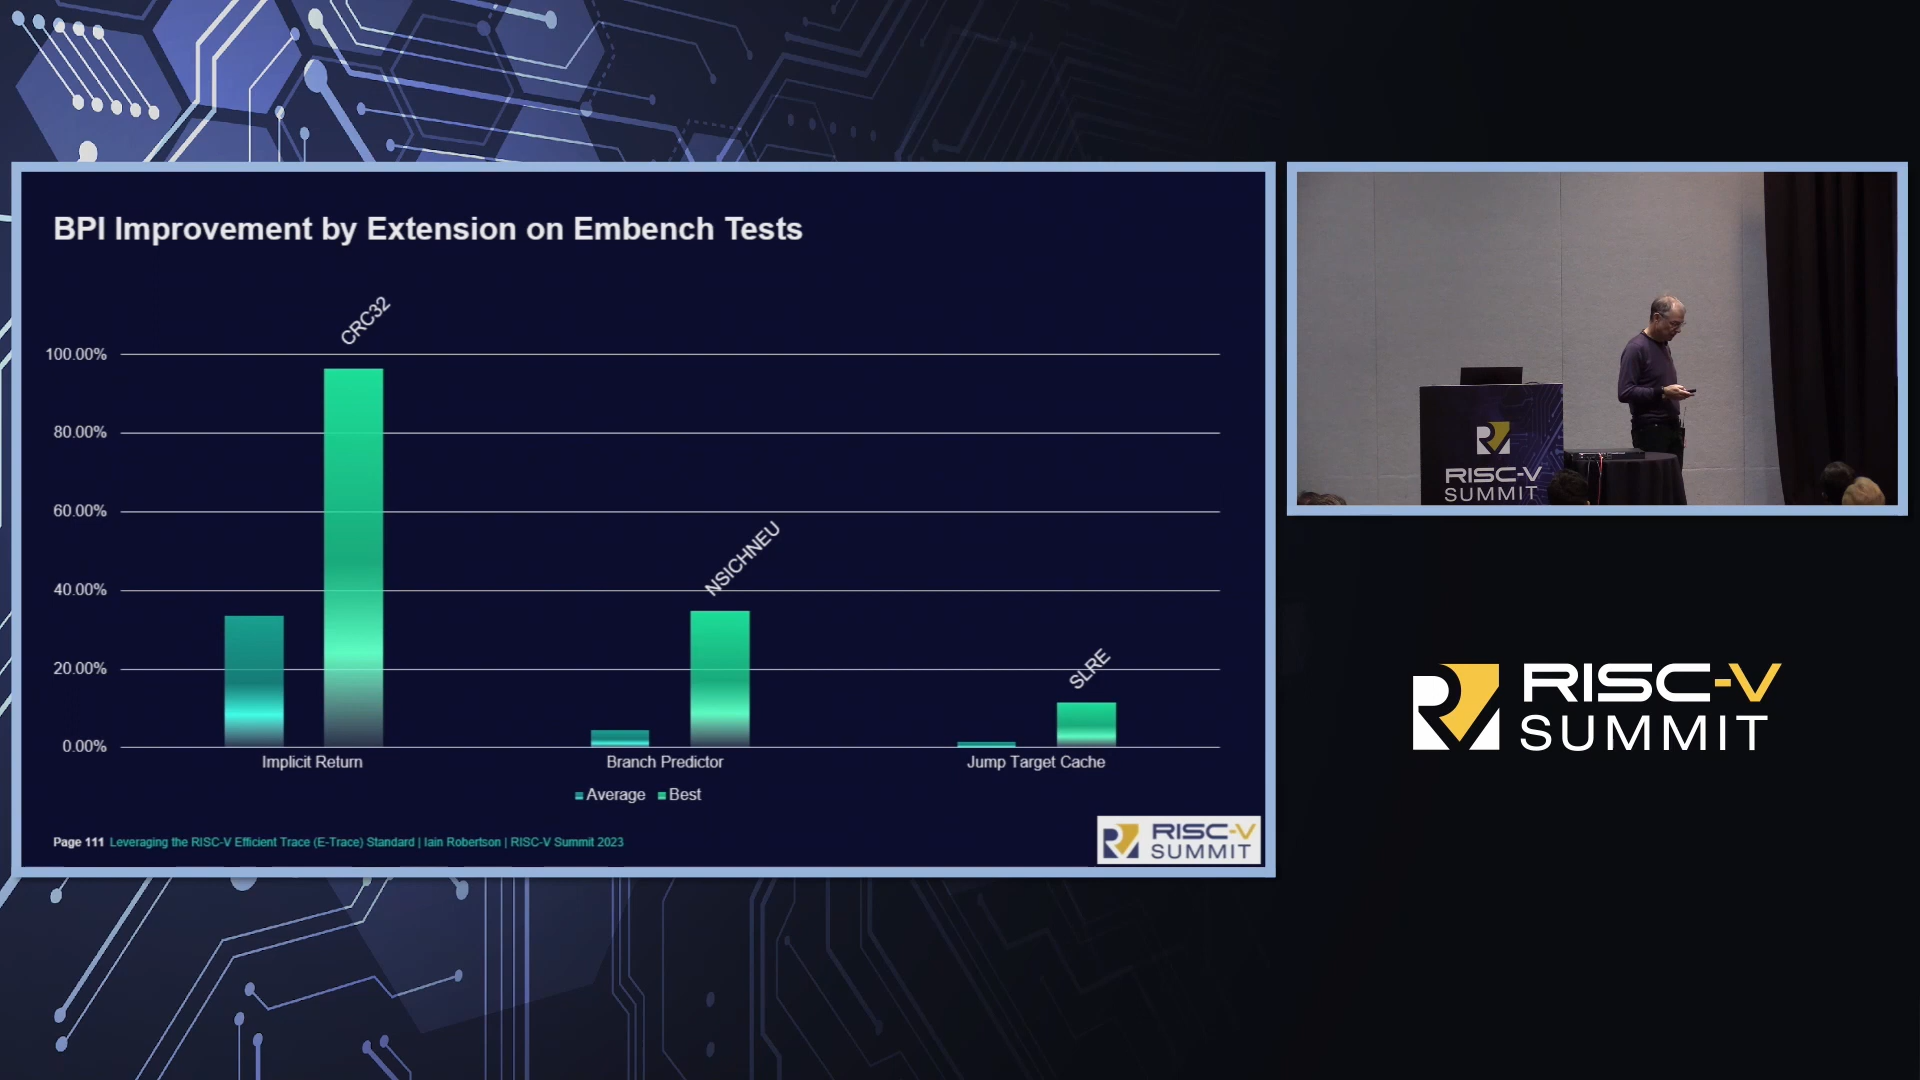 BPI Improvement by Extension on Embench Tests
CRC32
NSICHNEU
SLRE
100.00%
80.00%
60.00%
40.00%
20.00%
0.00%
Implicit Return
Branch Predictor
Jump Target Cache
Average
Best
Page 111 Leveraging the RISC-V Efficient Trace (E-Trace) Standard | Iain Robertson | RISC-V Summit 2023
RISC-V
SUMMIT
RISC-V
SUMMIT
RISC-V
SUMMIT